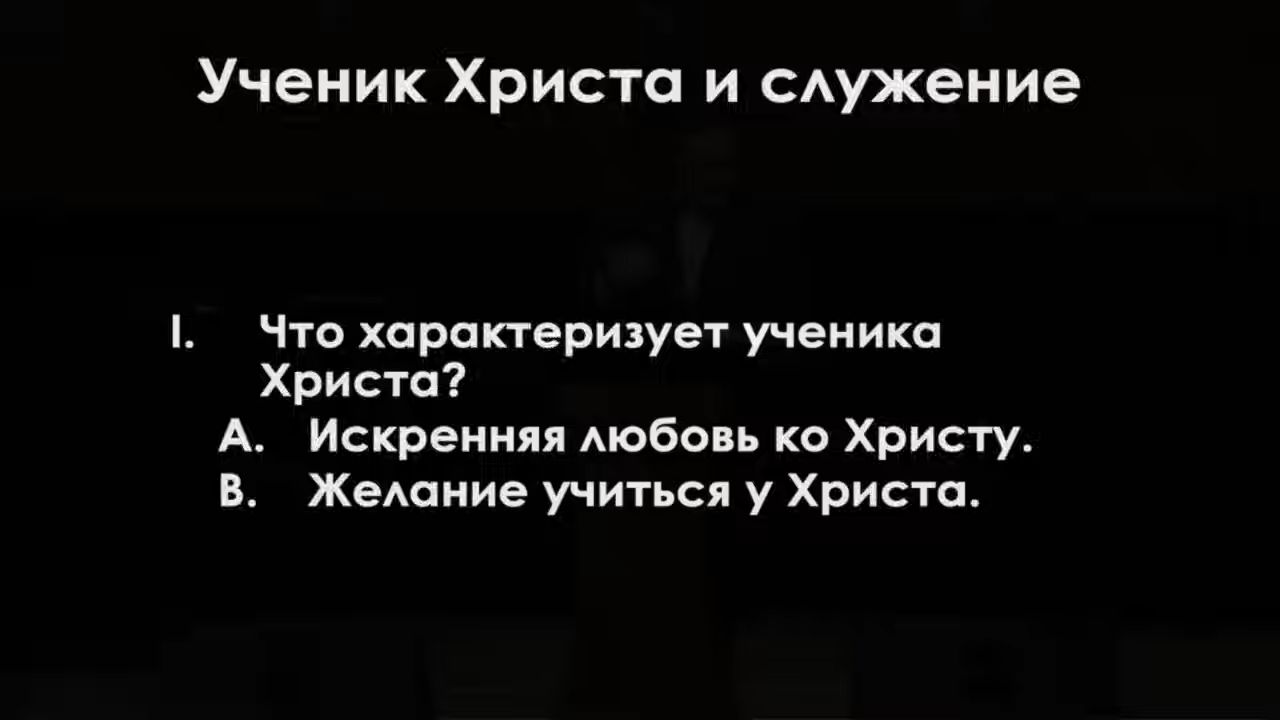 Ученик Христа и служение
I. Что характеризует ученика
Христа?
A. Искренняя любовь ко Христу.
B. Желание учиться у Христа.